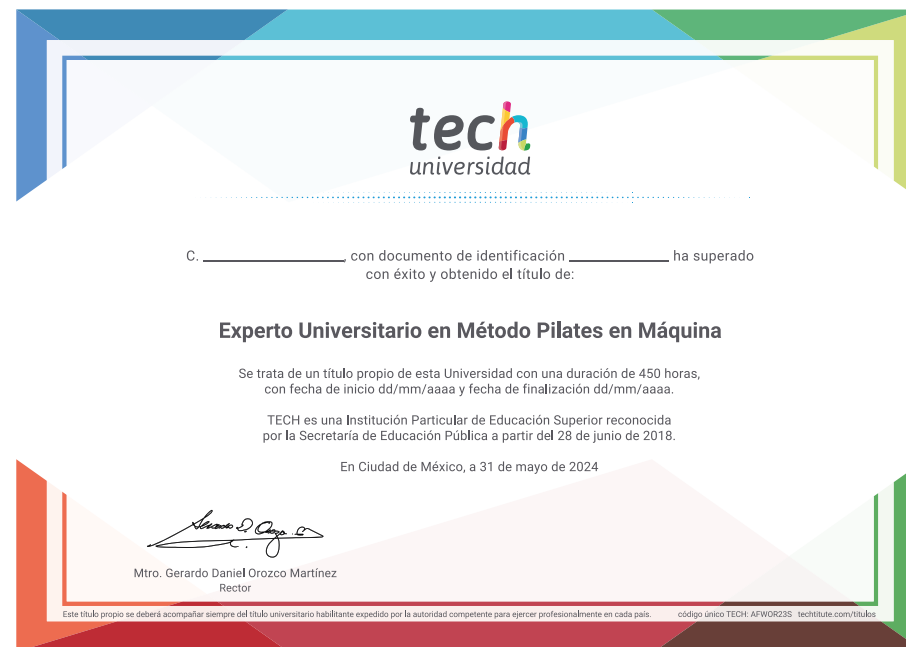 tech
universidad
C. ____________, con documento de identificación ____________ ha superado
con éxito y obtenido el título de:
Experto Universitario en Método Pilates en Máquina
Se trata de un título propio de esta Universidad con una duración de 450 horas,
con fecha de inicio dd/mm/aaaa y fecha de finalización dd/mm/aaaa.
TECH es una Institución Particular de Educación Superior reconocida
por la Secretaría de Educación Pública a partir del 28 de junio de 2018.
En Ciudad de México, a 31 de mayo de 2024
Mtro. Gerardo Daniel Orozco Martínez
Rector
Este título propio se deberá acompañar siempre del título universitario habilitante expedido por la autoridad competente para ejercer profesionalmente en cada país. código único TECH: AFWOR23S techtitute.com/titulos